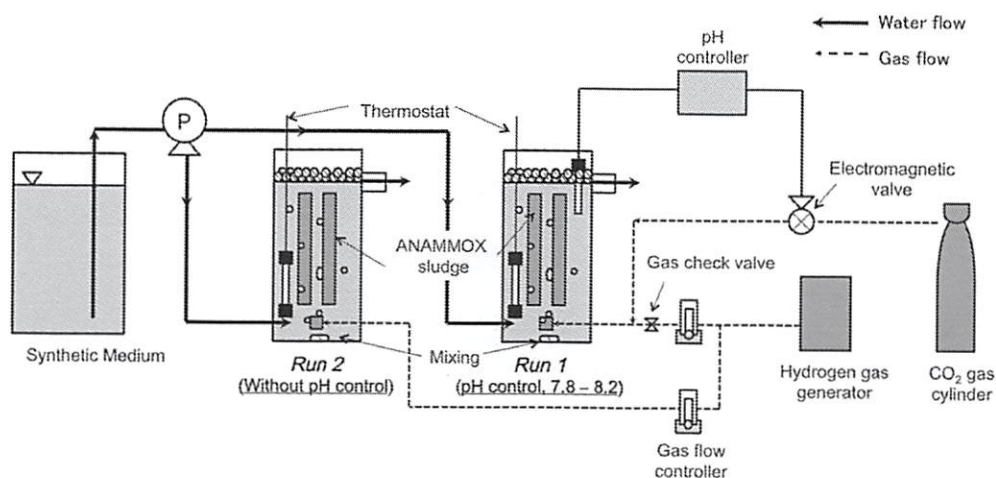 Water flow
Gas flow
pH
controller
P
Thermostat
Electromagnetic
valve
ANAMMOX
sludge
Gas check valve
Synthetic Medium
Mixing
Run 2
(Without pH control)
Run 1
(pH control, 7.8 – 8.2)
Hydrogen gas
generator
CO₂ gas
cylinder
Gas flow
controller